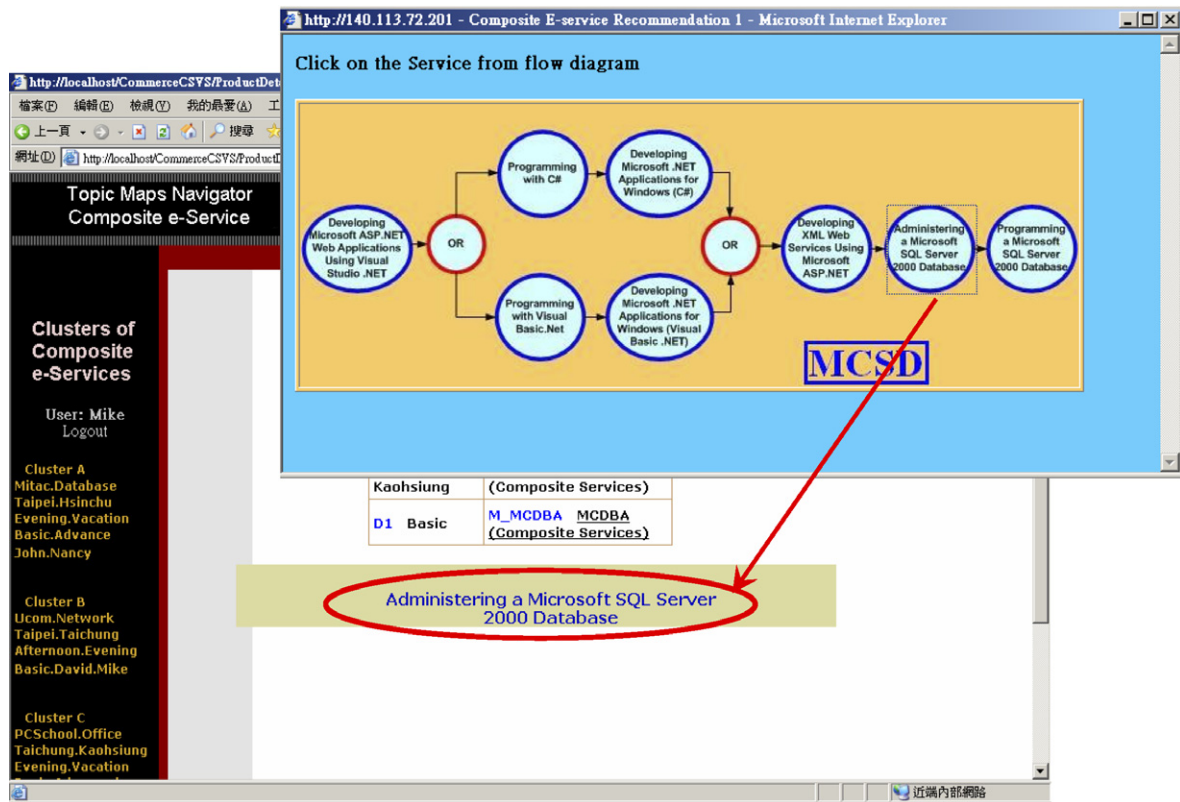 http://140.113.72.201 - Composite E-service Recommendation 1 - Microsoft Internet Explorer
Click on the Service from flow diagram
Developing
Microsoft ASP.NET
Web Applications
Using Visual
Studio .NET
OR
Programming
with C#
Developing
Microsoft .NET
Applications for
Windows (C#)
Programming
with Visual
Basic.Net
Developing
Microsoft .NET
Applications for
Windows (Visual
Basic .NET)
OR
Developing
XML Web
Services Using
Microsoft
ASP.NET
Administering
a Microsoft
SQL Server
2000 Database
Programming
a Microsoft
SQL Server
2000 Database
MCSD
http://localhost/CommerceCSVS/ProductDet
檔案(F) 編輯(E) 檢視(V) 我的最愛(A) 工
上一頁 搜尋
網址(D) http://localhost/CommerceCSVS/ProductD
Topic Maps Navigator
Composite e-Service
Clusters of
Composite
e-Services
User: Mike
Logout
Cluster A
Mitac.Database
Taipei.Hsinchu
Evening.Vacation
Basic.Advance
John.Nancy
Cluster B
Ucom.Network
Taipei.Taichung
Afternoon.Evening
Basic.David.Mike
Cluster C
PCSchool.Office
Taichung.Kaohsiung
Evening.Vacation
Kaohsiung (Composite Services)
D1 Basic M_MCDBA MCDBA
(Composite Services)
Administering a Microsoft SQL Server
2000 Database
近端內部網路